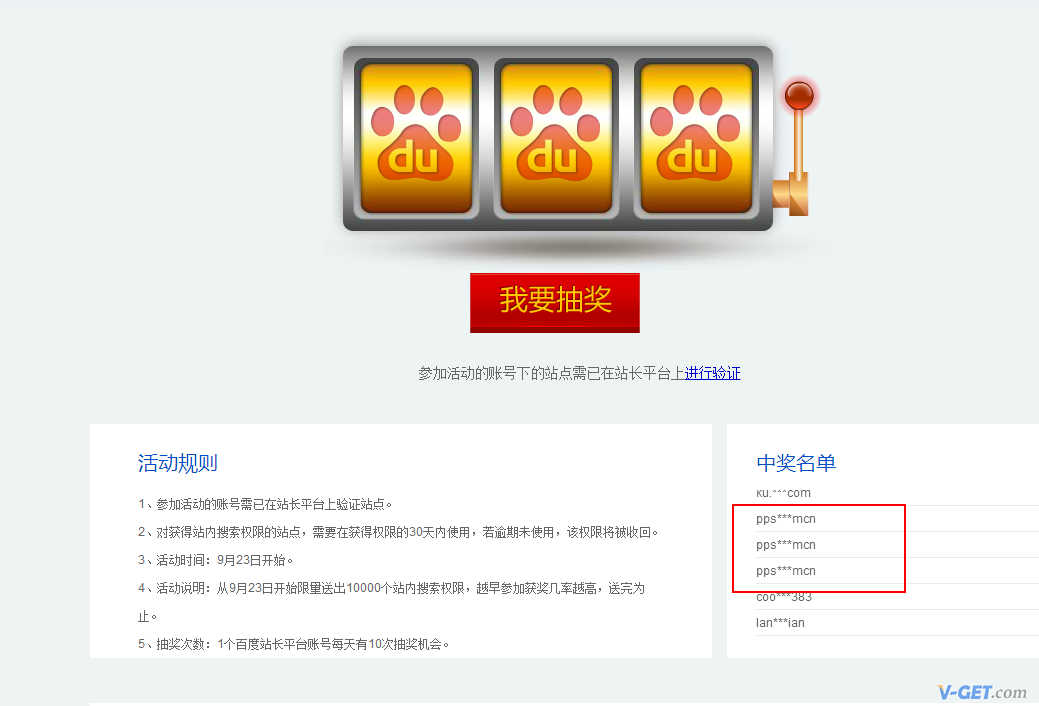 du
du
du
我要抽奖
参加活动的账号下的站点需已在站长平台上进行验证
活动规则
1、参加活动的账号需已在站长平台上验证站点。
2、对获得站内搜索权限的站点，需要在获得权限的30天内使用，若逾期未使用，该权限将被收回。
3、活动时间：9月23日开始。
4、活动说明：从9月23日开始限量送出10000个站内搜索权限，越早参加获奖几率越高，送完为
止。
5、抽奖次数：1个百度站长平台账号每天有10次抽奖机会。
中奖名单
ku.***com
pps***mcn
pps***mcn
pps***mcn
coo***383
lan***ian
V-GET.com